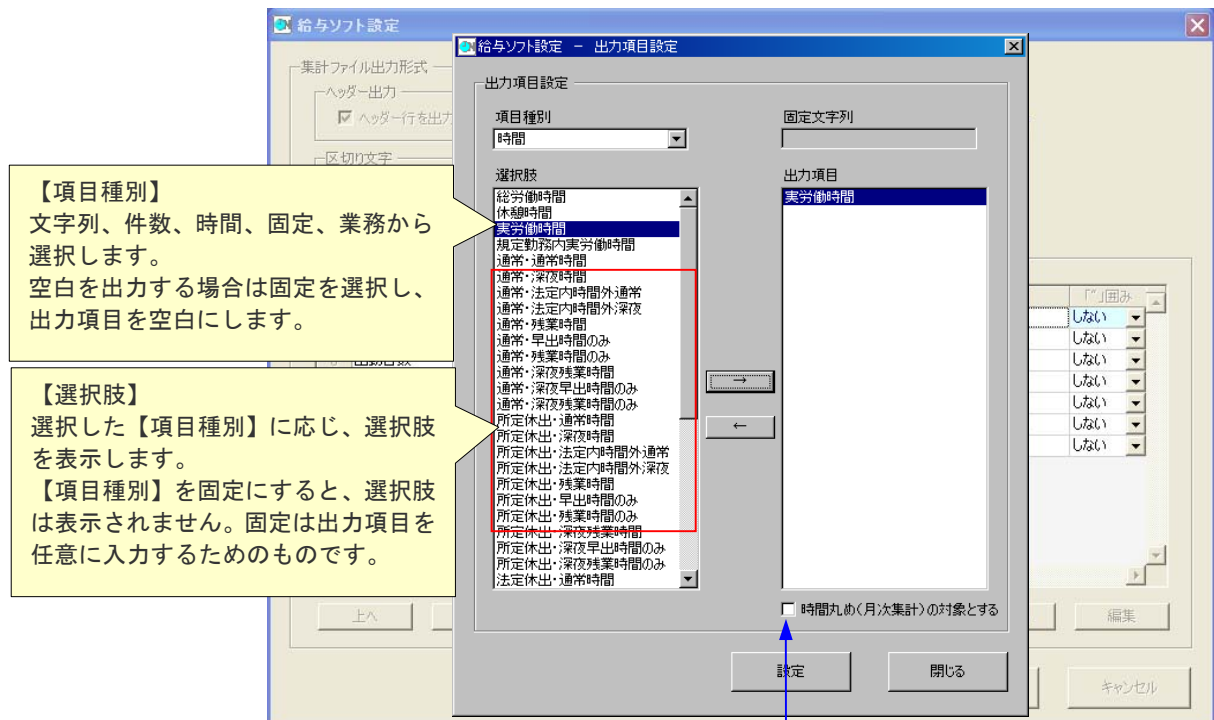 給与ソフト設定
集計ファイル出力形式
ヘッダー出力
ヘッダー行を出力
区切り文字
給与ソフト設定 － 出力項目設定
出力項目設定
項目種別
時間
固定文字列
選択肢
総労働時間
休憩時間
実労働時間
規定勤務内実労働時間
通常・通常時間
通常・深夜時間
通常・法定内時間外通常
通常・法定内時間外深夜
通常・残業時間
通常・早出時間のみ
通常・残業時間のみ
通常・深夜残業時間
通常・深夜早出時間のみ
通常・深夜残業時間のみ
所定休出・通常時間
所定休出・深夜時間
所定休出・法定内時間外通常
所定休出・法定内時間外深夜
所定休出・残業時間
所定休出・早出時間のみ
所定休出・残業時間のみ
所定休出・深夜残業時間
所定休出・深夜早出時間のみ
所定休出・深夜残業時間のみ
法定休出・通常時間
→
←
出力項目
実労働時間
時間丸め（月次集計）の対象とする
設定
閉じる
【項目種別】
文字列、件数、時間、固定、業務から
選択します。
空白を出力する場合は固定を選択し、
出力項目を空白にします。
【選択肢】
選択した【項目種別】に応じ、選択肢
を表示します。
【項目種別】を固定にすると、選択肢
は表示されません。固定は出力項目を
任意に入力するためのものです。
「"」囲み
しない
しない
しない
しない
しない
しない
しない
上へ
編集
キャンセル